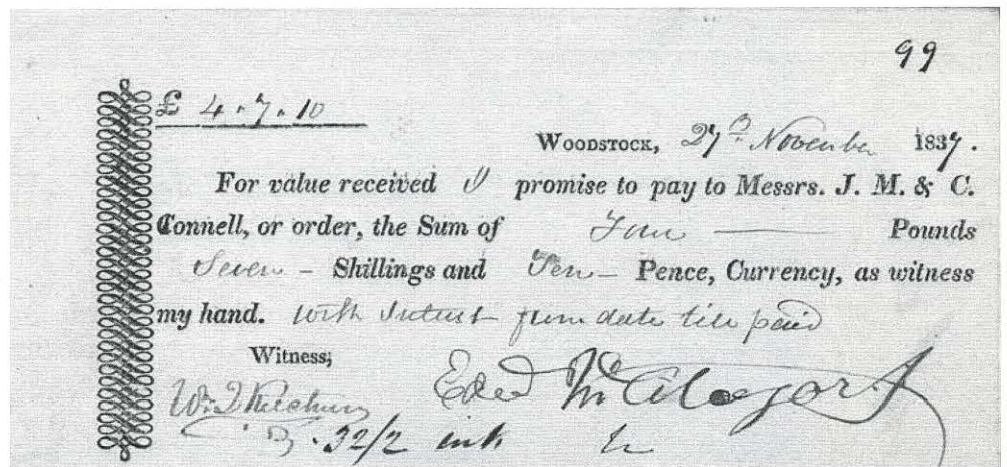 99
£ 4.7.10
WOODSTOCK, 27th November 1837.
For value received I promise to pay to Messrs. J. M. & C.
Connell, or order, the Sum of Four — Pounds
Seven – Shillings and Ten – Pence, Currency, as witness
my hand. with Interest from date till paid
Witness;
Edwd
32/2